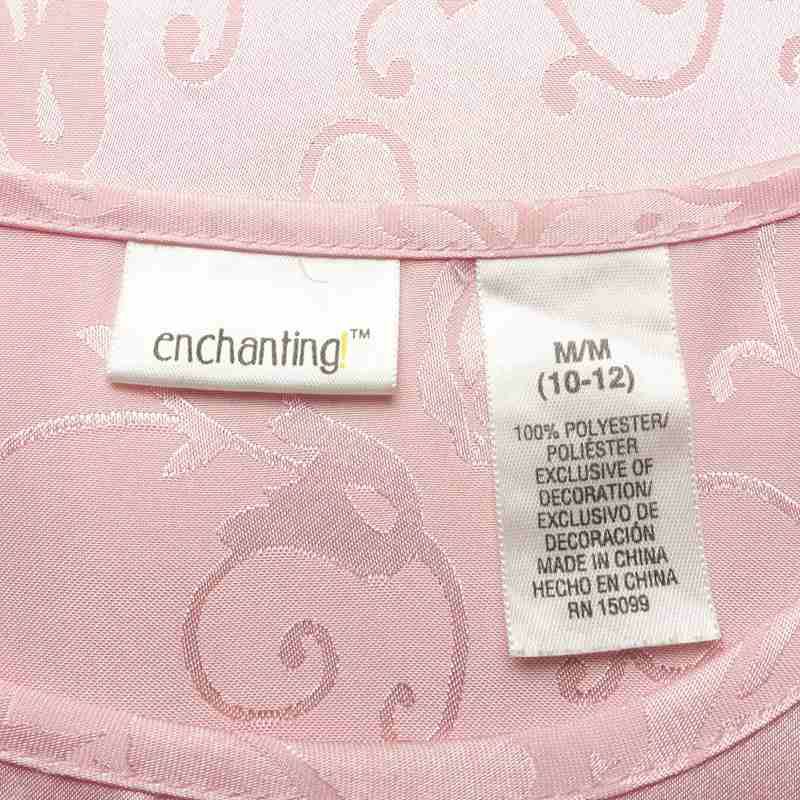 enchanting!™
M/M
(10-12)
100% POLYESTER/
POLIÉSTER
EXCLUSIVE OF
DECORATION/
EXCLUSIVO DE
DECORACIÓN
MADE IN CHINA
HECHO EN CHINA
RN 15099